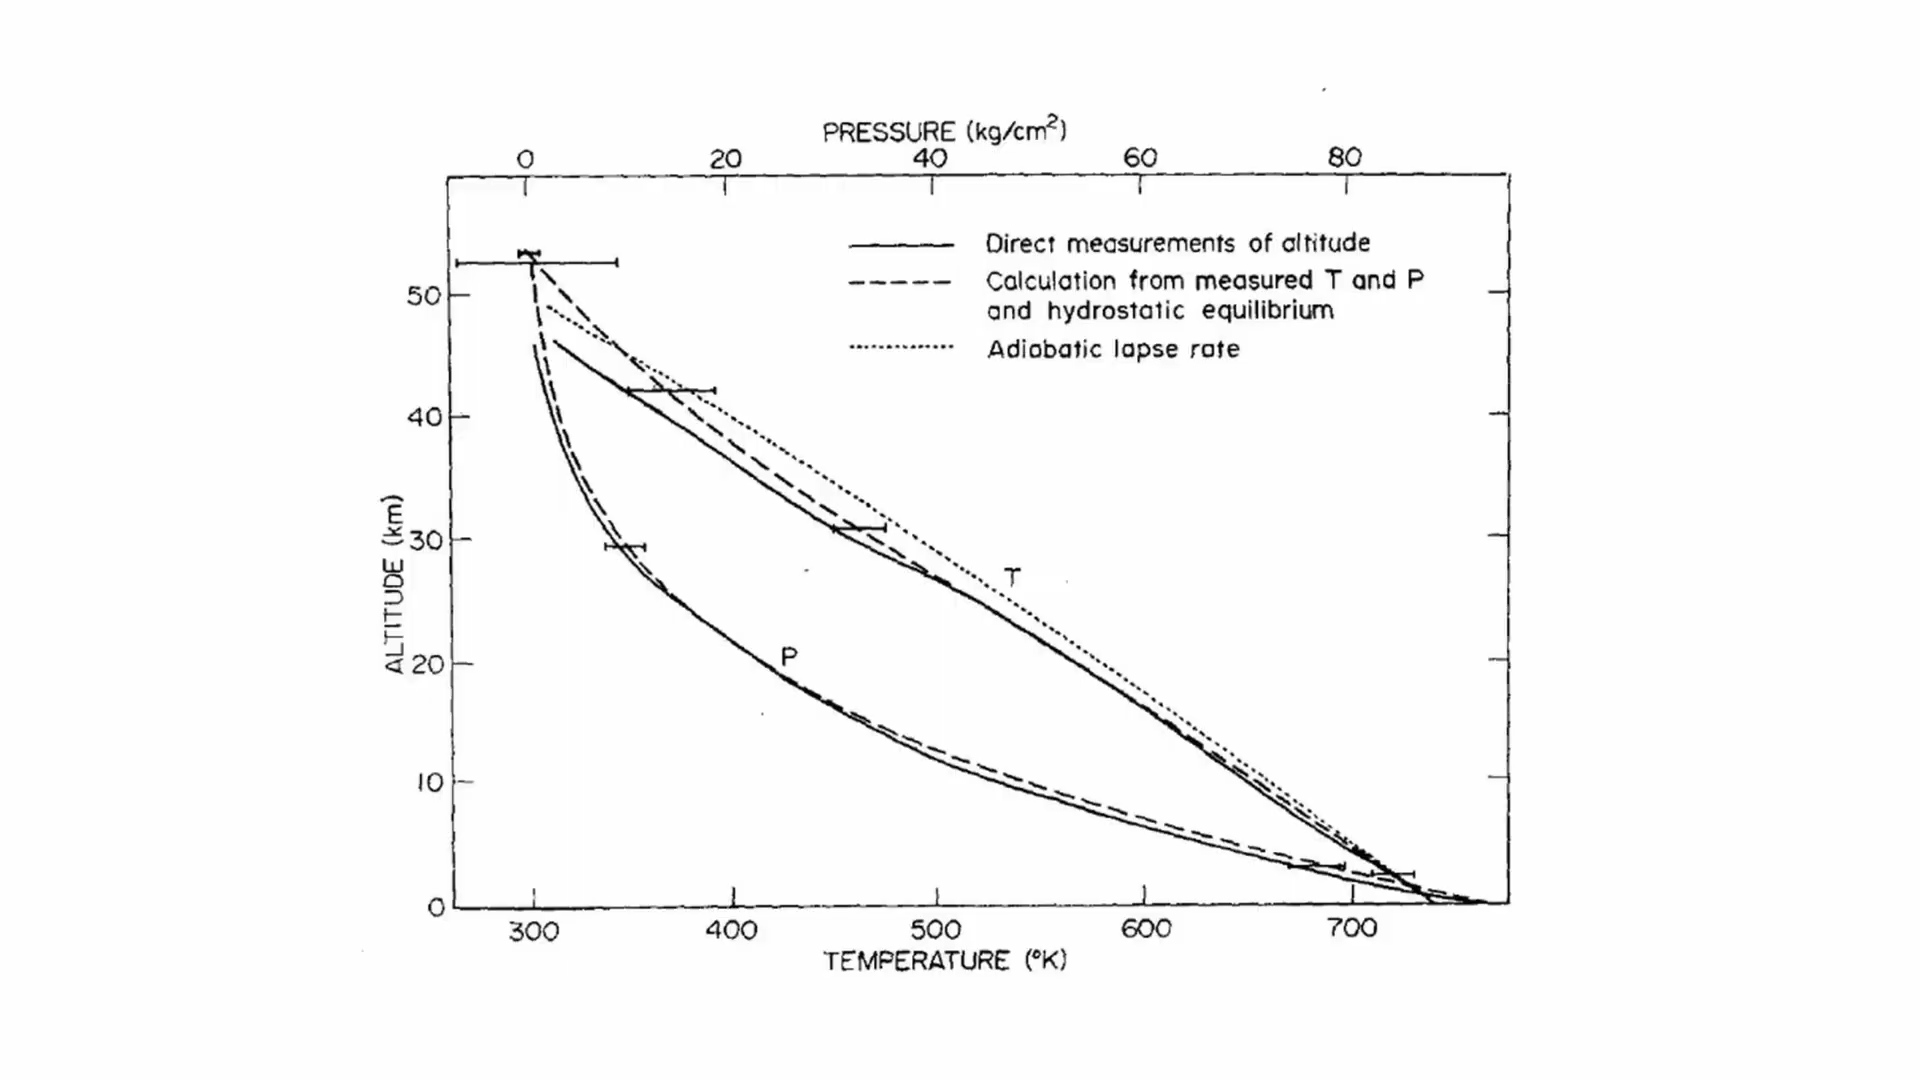 PRESSURE (kg/cm²)
0 20 40 60 80
Direct measurements of altitude
Calculation from measured T and P
and hydrostatic equilibrium
Adiabatic lapse rate
50
40
30
20
10
0
ALTITUDE (km)
T
P
300 400 500 600 700
TEMPERATURE (°K)